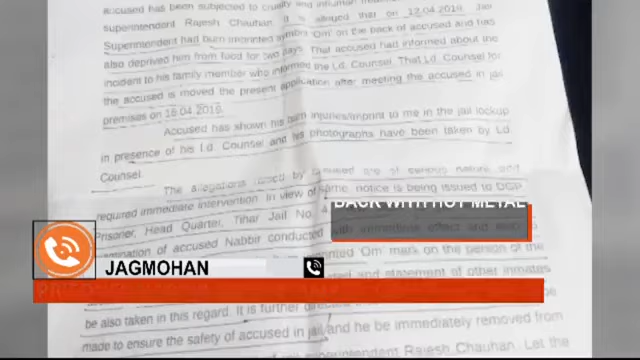 accused has been subjected to cruelty and inhuman
superintendent Rajesh Chauhan. It is alleged that on 12.04.2019, Jail
Superintendent had burn imprinted symbol 'Om' on the back of accused and has
also deprived him from food for two days. That accused had informed about the
incident to his family member who informed the Ld. Counsel. That Ld. Counsel for
the accused is moved the present application after meeting the accused in jail
premises on 16.04.2019.
Accused has shown his burn injuries/imprint to me in the jail lockup
in presence of his Ld. Counsel and his photographs have been taken by Ld.
Counsel.
The allegations raised by accused are of serious nature and
required immediate intervention. In view of same, notice is being issued to DGP
Prisoner, Head Quarter, Tihar Jail No. 4
BACK WITH HOT METAL
of accused Nabbir conducted with immediate effect and
'Om' mark on the person of the
JAGMOHAN
and statement of other inmates
be also taken in this regard. It is further directed
made to ensure the safety of accused in jail and he be immediately removed from
superintendent Rajesh Chauhan. Let the